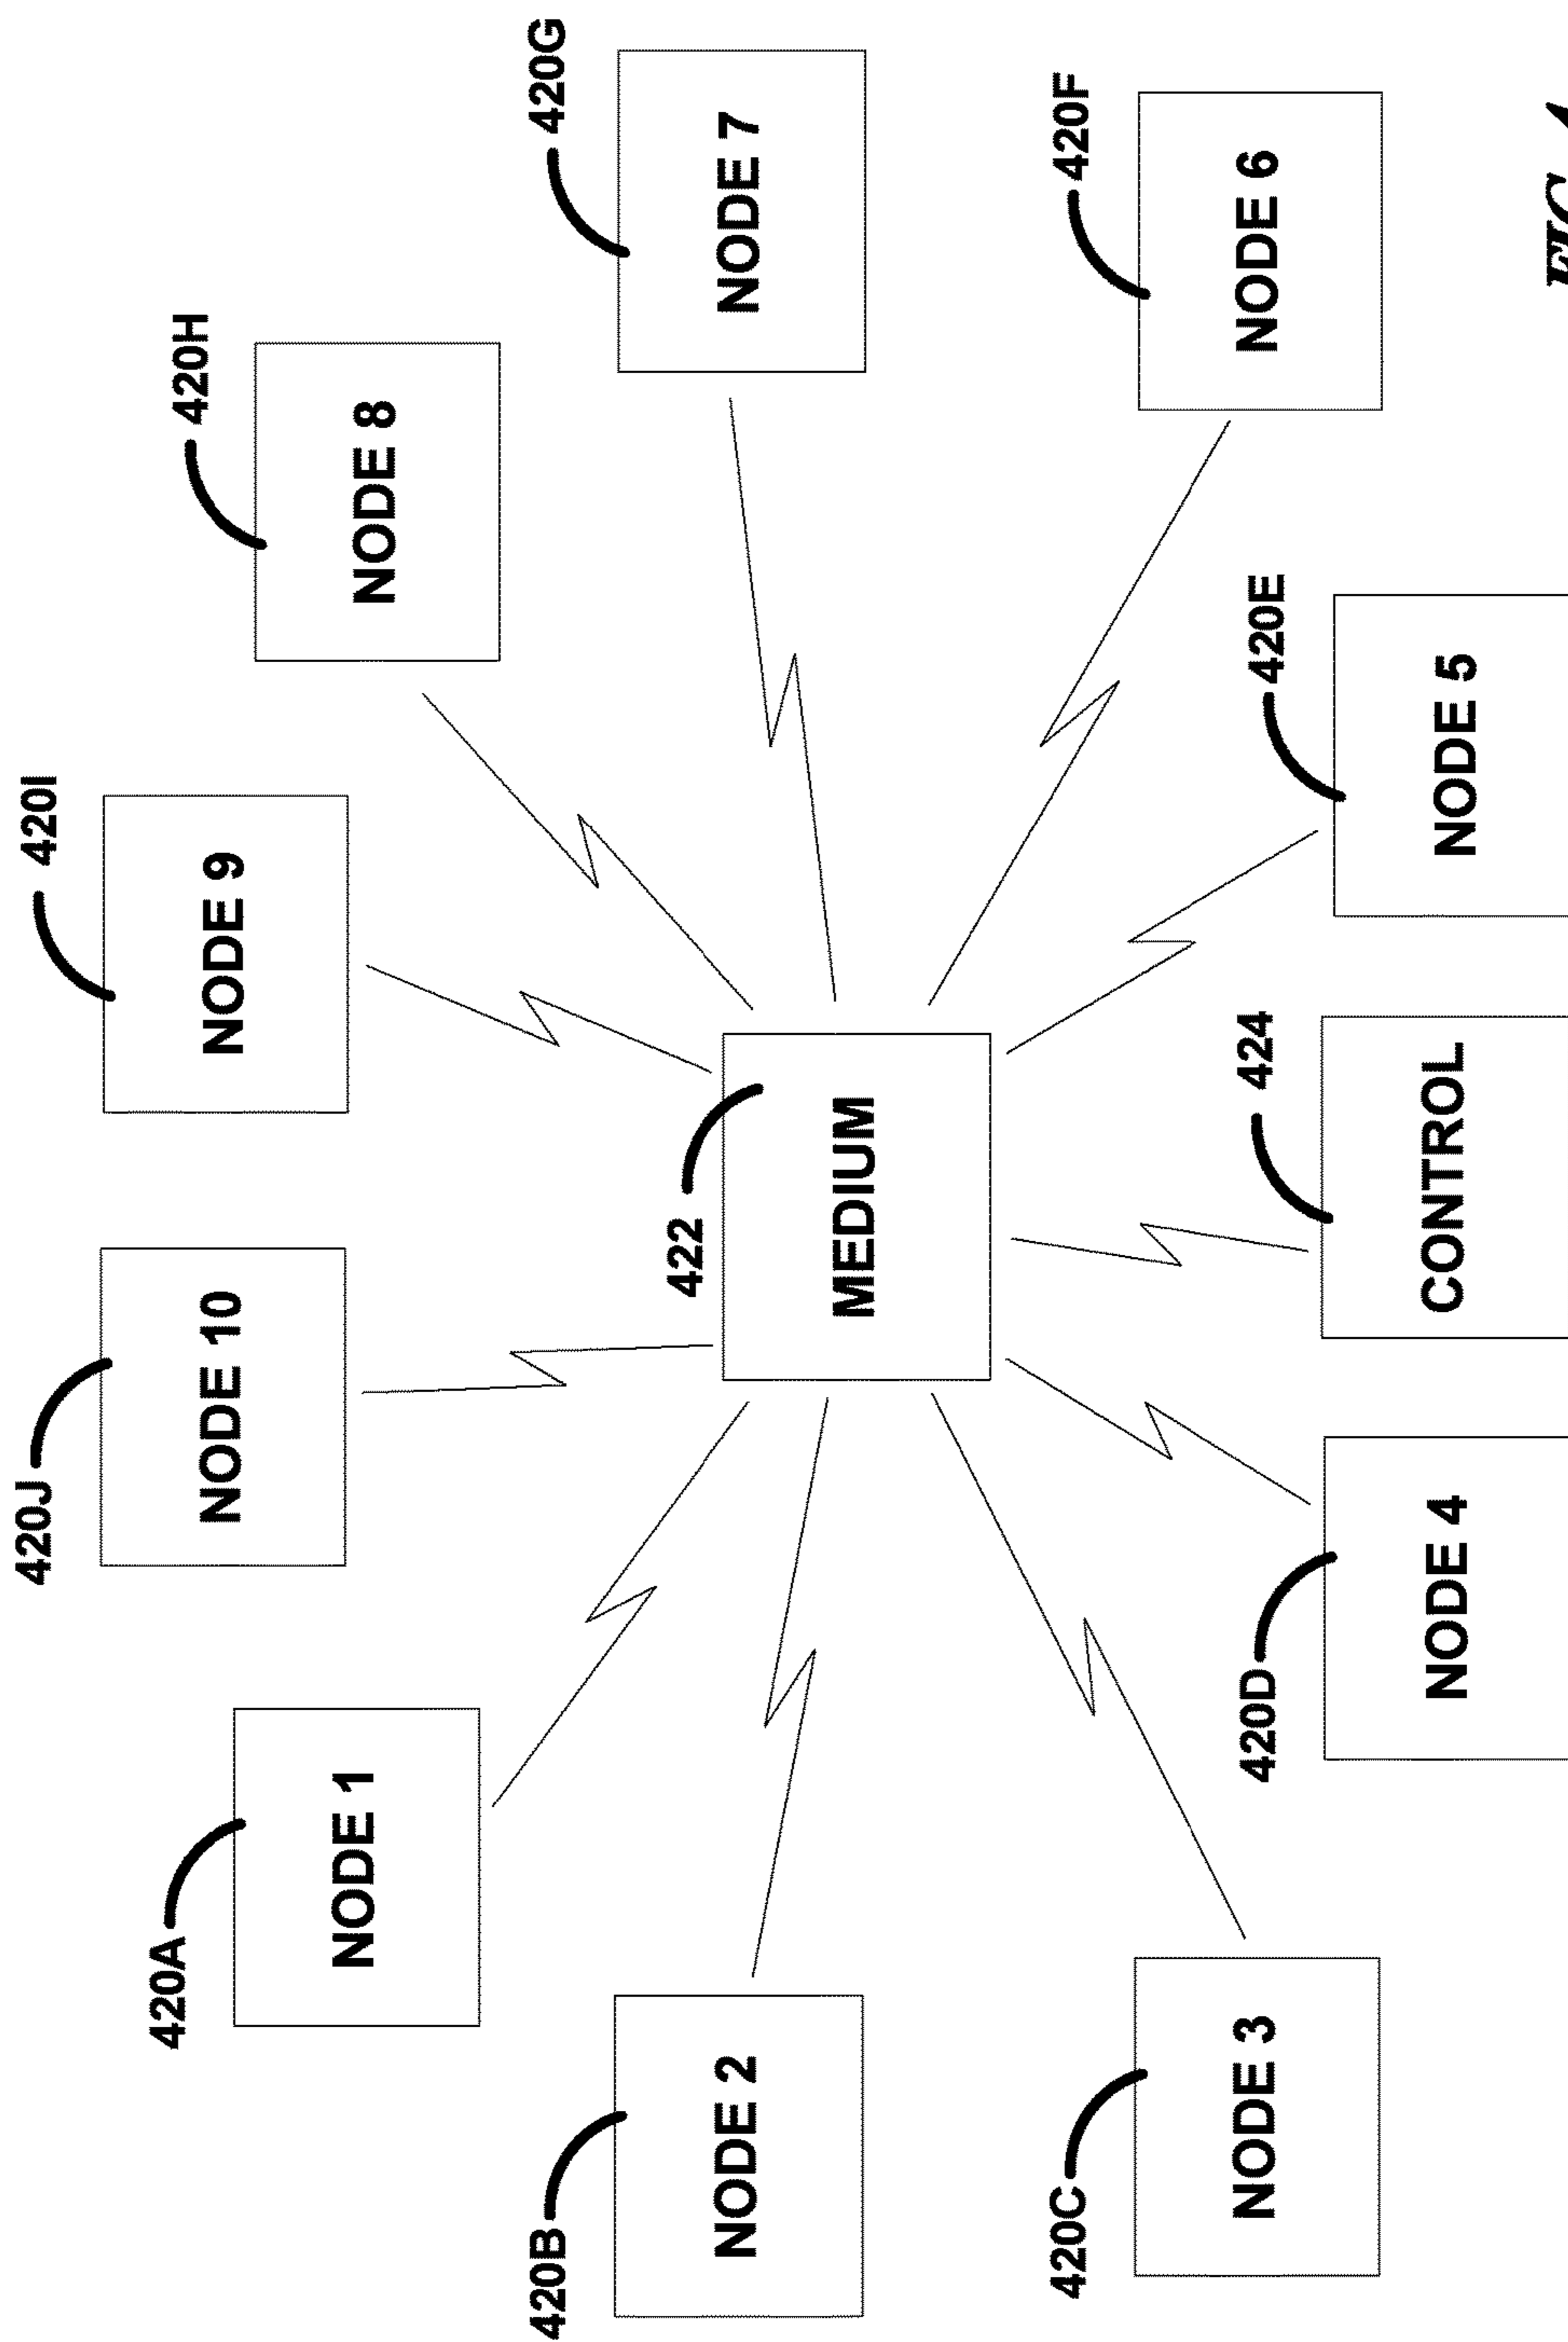 420J
420I
420A
420H
NODE 10
NODE 9
NODE 1
NODE 8
420B
420G
422
NODE 2
NODE 7
MEDIUM
420C
420F
NODE 3
NODE 6
420D
424
420E
NODE 4
CONTROL
NODE 5